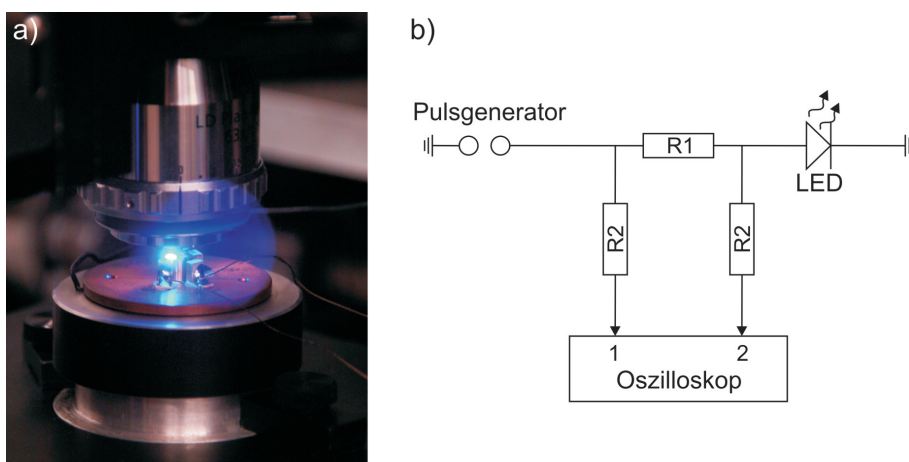 a)
b)
Pulsgenerator
R1
LED
R2
R2
1
2
Oszilloskop